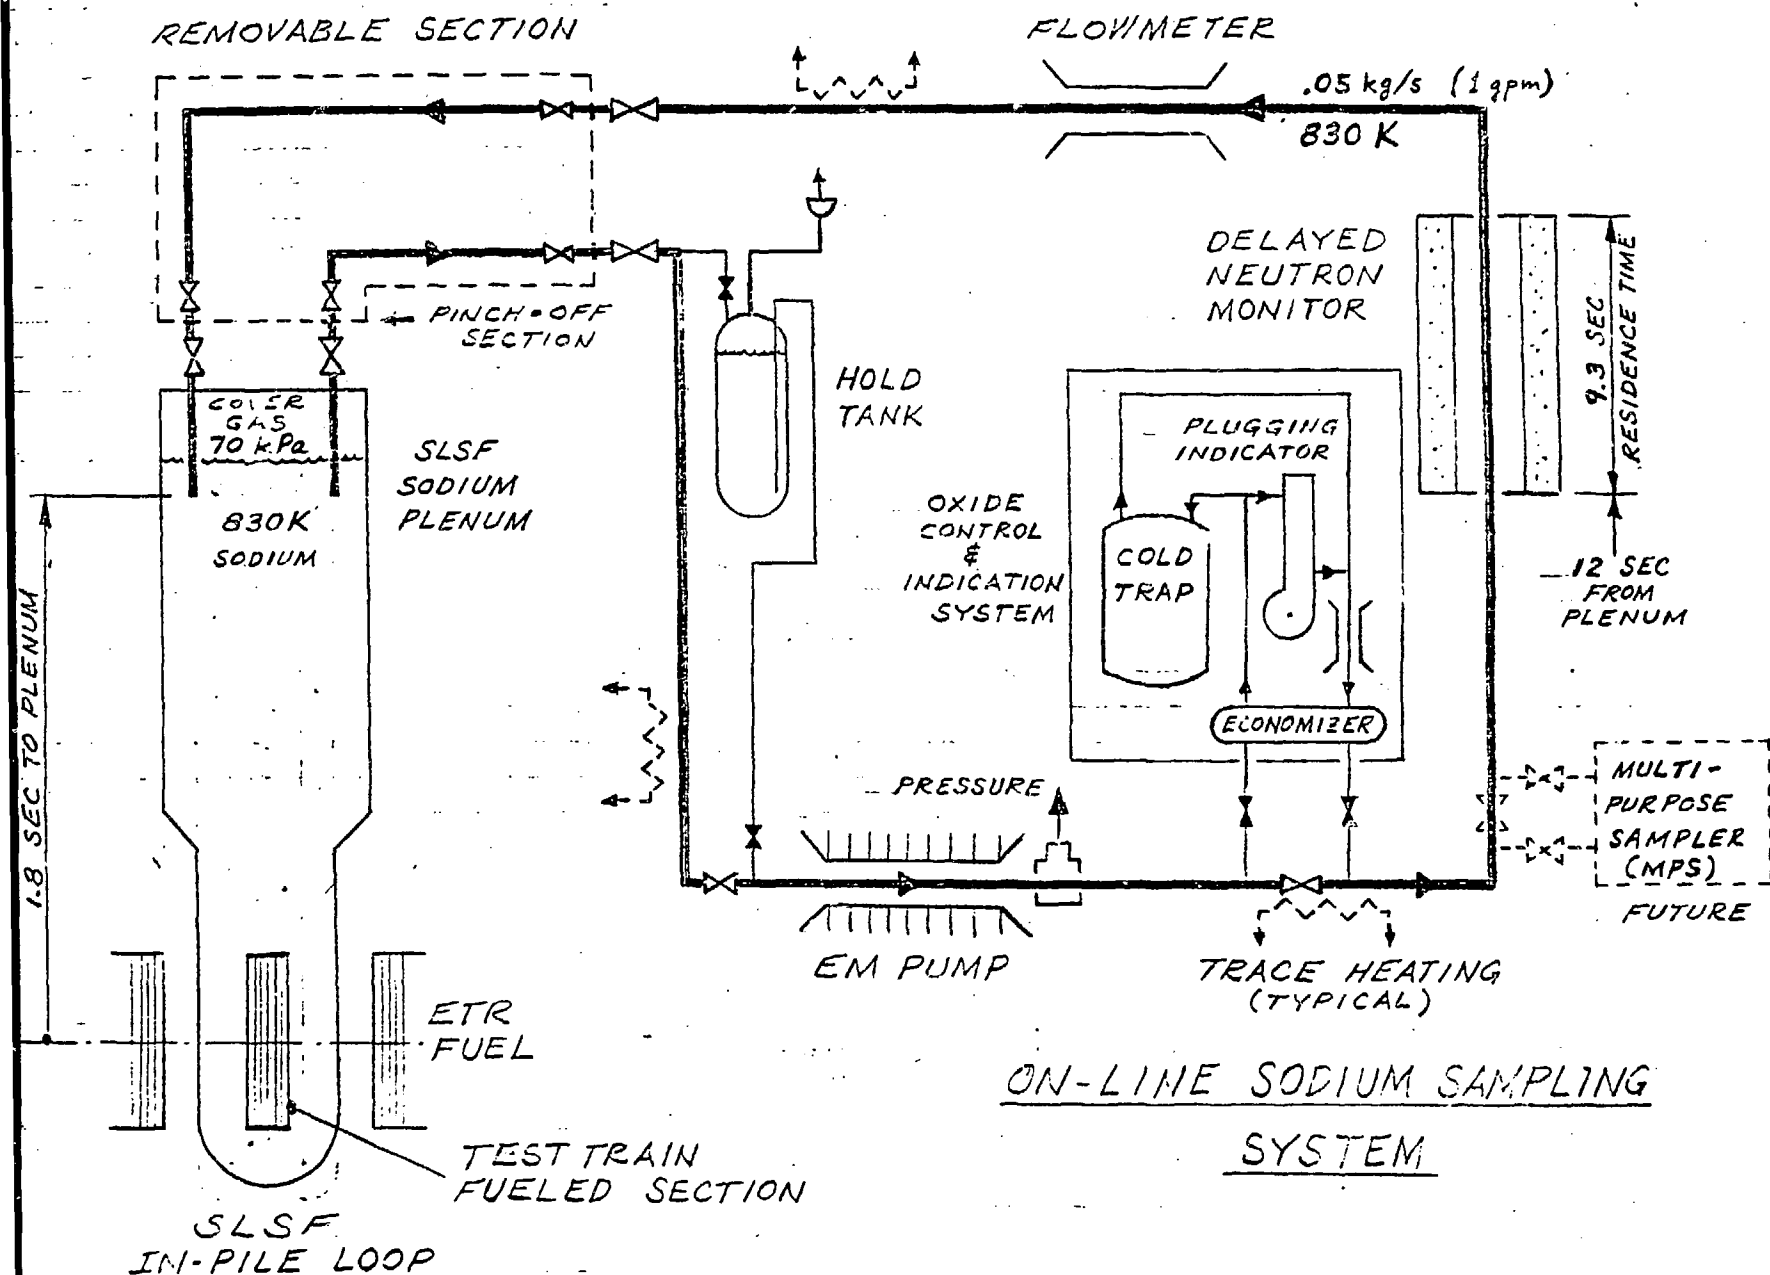 REMOVABLE SECTION
FLOWMETER
.05 kg/s (1 gpm)
830 K
PINCH-OFF
SECTION
DELAYED
NEUTRON
MONITOR
9.3 SEC
RESIDENCE TIME
12 SEC
FROM
PLENUM
COVER
GAS
70 kPa
830K
SODIUM
SLSF
SODIUM
PLENUM
HOLD
TANK
OXIDE
CONTROL
&
INDICATION
SYSTEM
PLUGGING
INDICATOR
COLD
TRAP
ECONOMIZER
PRESSURE
MULTI-
PURPOSE
SAMPLER
(MPS)
FUTURE
1.8 SEC TO PLENUM
EM PUMP
TRACE HEATING
(TYPICAL)
ETR
FUEL
TEST TRAIN
FUELED SECTION
SLSF
IN-PILE LOOP
ON-LINE SODIUM SAMPLING
SYSTEM